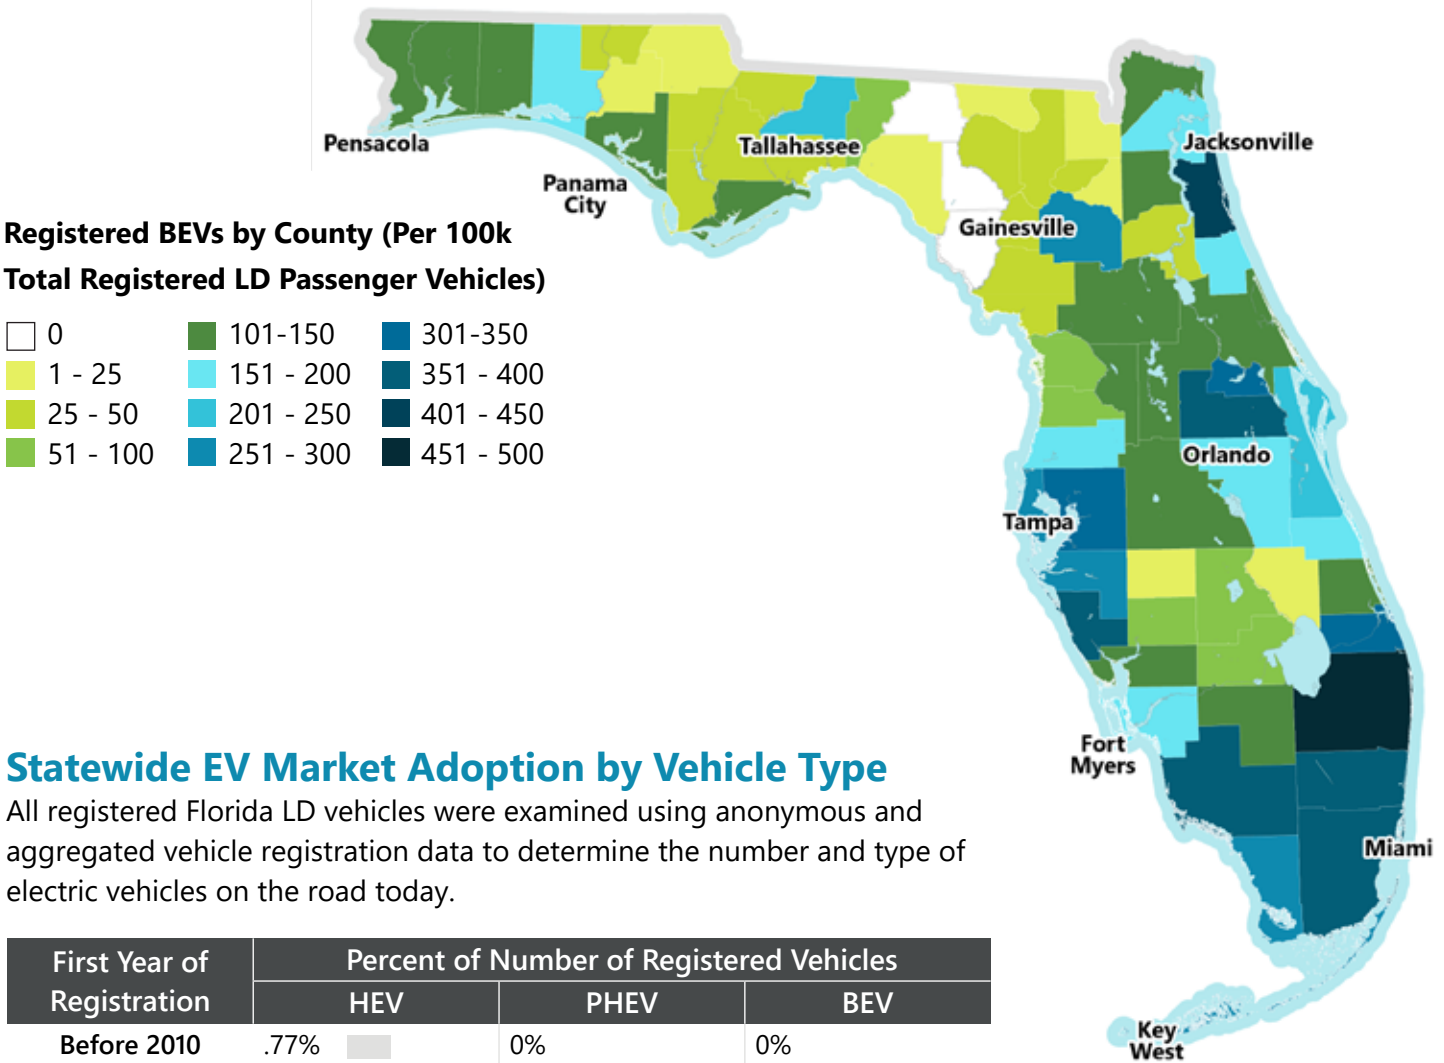 Pensacola
Panama
City
Tallahassee
Jacksonville
Gainesville
Orlando
Tampa
Fort
Myers
Miami
Key
West
Registered BEVs by County (Per 100k
Total Registered LD Passenger Vehicles)
0 101-150 301-350
1 - 25 151 - 200 351 - 400
25 - 50 201 - 250 401 - 450
51 - 100 251 - 300 451 - 500
Statewide EV Market Adoption by Vehicle Type
All registered Florida LD vehicles were examined using anonymous and
aggregated vehicle registration data to determine the number and type of
electric vehicles on the road today.
First Year of
Registration
Percent of Number of Registered Vehicles
HEV PHEV BEV
Before 2010 .77% 0% 0%